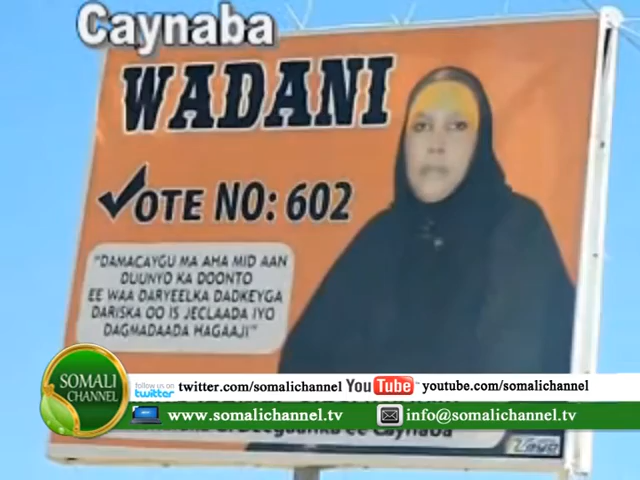 Caynaba
WADANI
VOTE NO: 602
"DAMACAYGU MA AHA MID AAN
DUUNYO KA DOONTO
EE WAA DARYEELKA DADKEYGA
DARISKA OO IS JECLAADA IYO
DAGMADAADA HAGAAJI"
SOMALI
CHANNEL
follow us on
twitter
twitter.com/somalichannel
You Tube
youtube.com/somalichannel
www.somalichannel.tv
info@somalichannel.tv
ee Caynaba